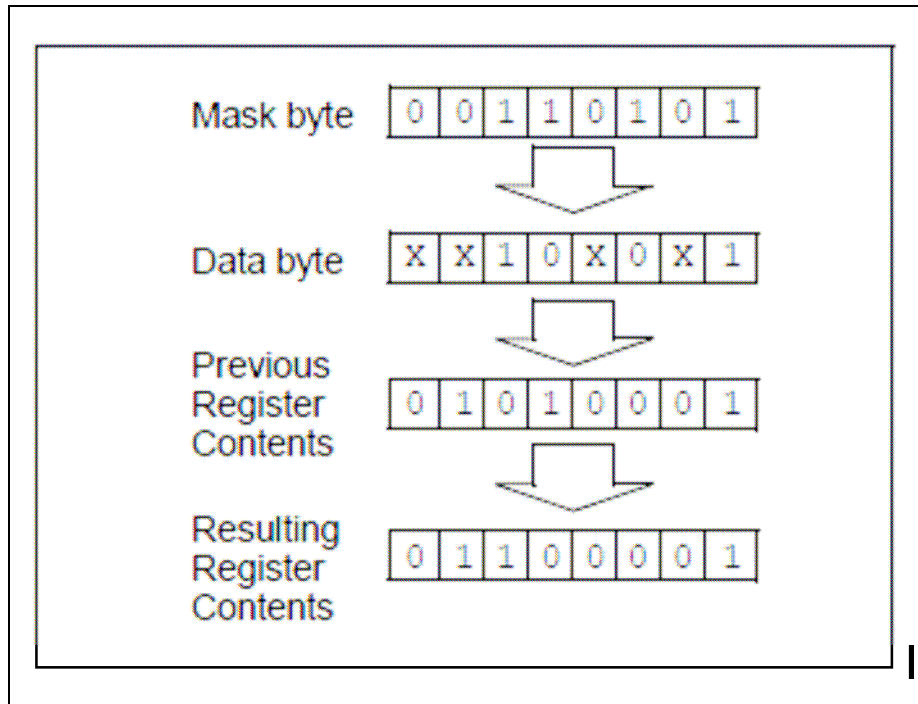 Mask byte 0 0 1 1 0 1 0 1
Data byte X X 1 0 X 0 X 1
Previous
Register 0 1 0 1 0 0 0 1
Contents
Resulting
Register 0 1 1 0 0 0 0 1
Contents